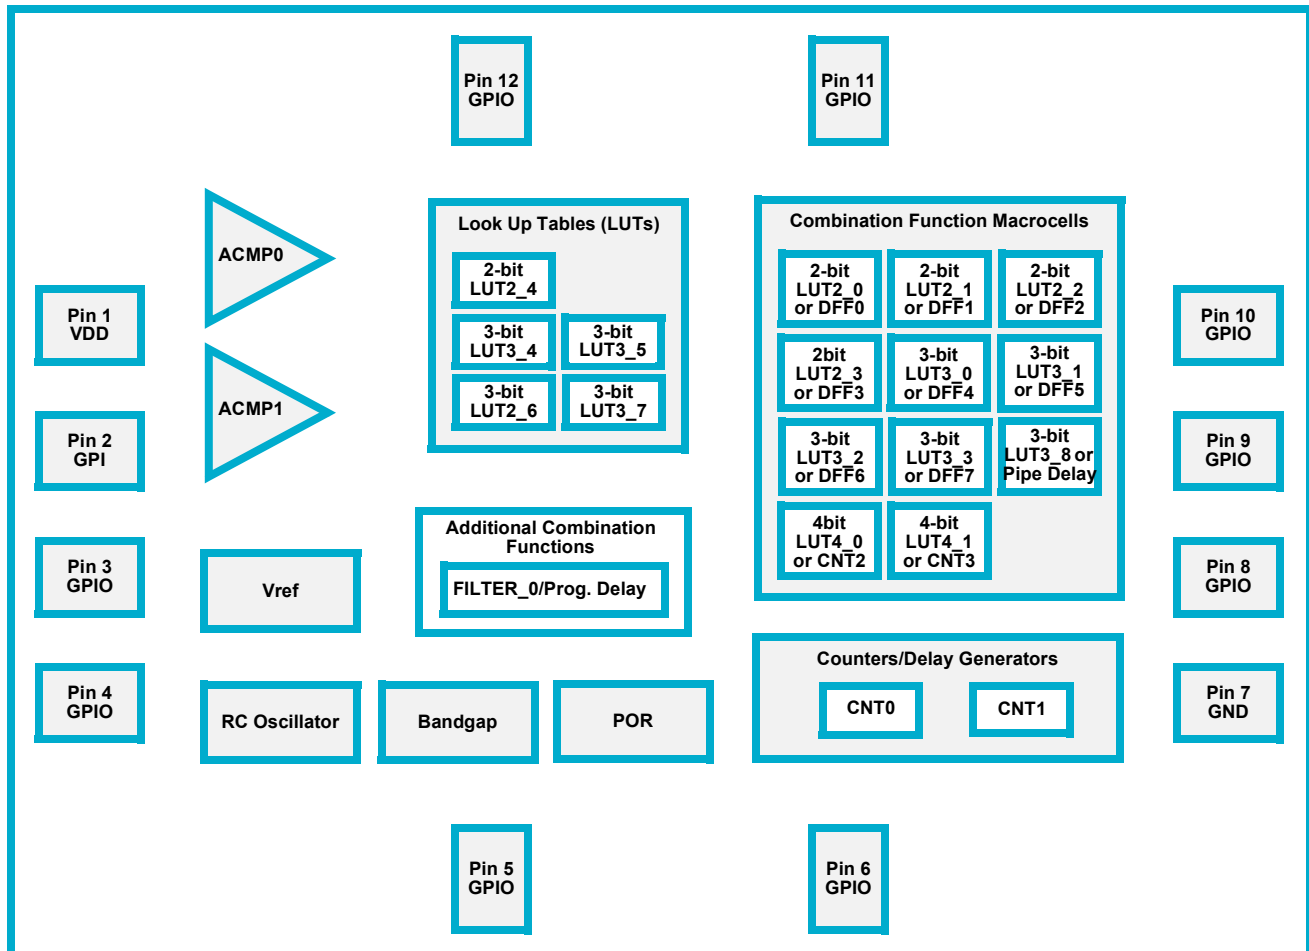 Pin 12
GPIO
Pin 11
GPIO
ACMP0
ACMP1
Pin 1
VDD
Pin 2
GPI
Pin 3
GPIO
Pin 4
GPIO
Look Up Tables (LUTs)
2-bit
LUT2_4
3-bit
LUT3_4
3-bit
LUT3_5
3-bit
LUT2_6
3-bit
LUT3_7
Combination Function Macrocells
2-bit
LUT2_0
or DFF0
2-bit
LUT2_1
or DFF1
2-bit
LUT2_2
or DFF2
2bit
LUT2_3
or DFF3
3-bit
LUT3_0
or DFF4
3-bit
LUT3_1
or DFF5
3-bit
LUT3_2
or DFF6
3-bit
LUT3_3
or DFF7
3-bit
LUT3_8 or
Pipe Delay
4bit
LUT4_0
or CNT2
4-bit
LUT4_1
or CNT3
Pin 10
GPIO
Pin 9
GPIO
Pin 8
GPIO
Pin 7
GND
Additional Combination
Functions
FILTER_0/Prog. Delay
Vref
RC Oscillator
Bandgap
POR
Counters/Delay Generators
CNT0
CNT1
Pin 5
GPIO
Pin 6
GPIO